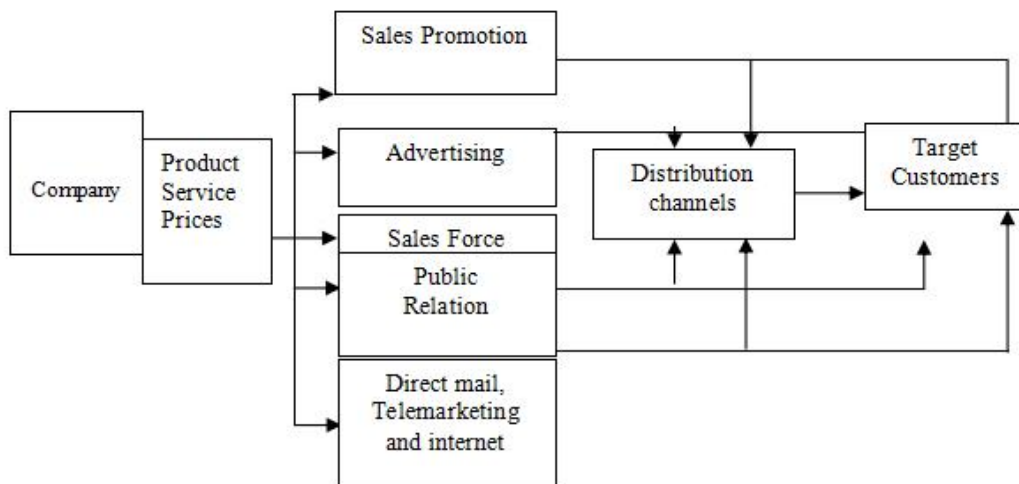 Sales Promotion
Company
Product
Service
Prices
Advertising
Sales Force
Public
Relation
Direct mail,
Telemarketing
and internet
Distribution
channels
Target
Customers